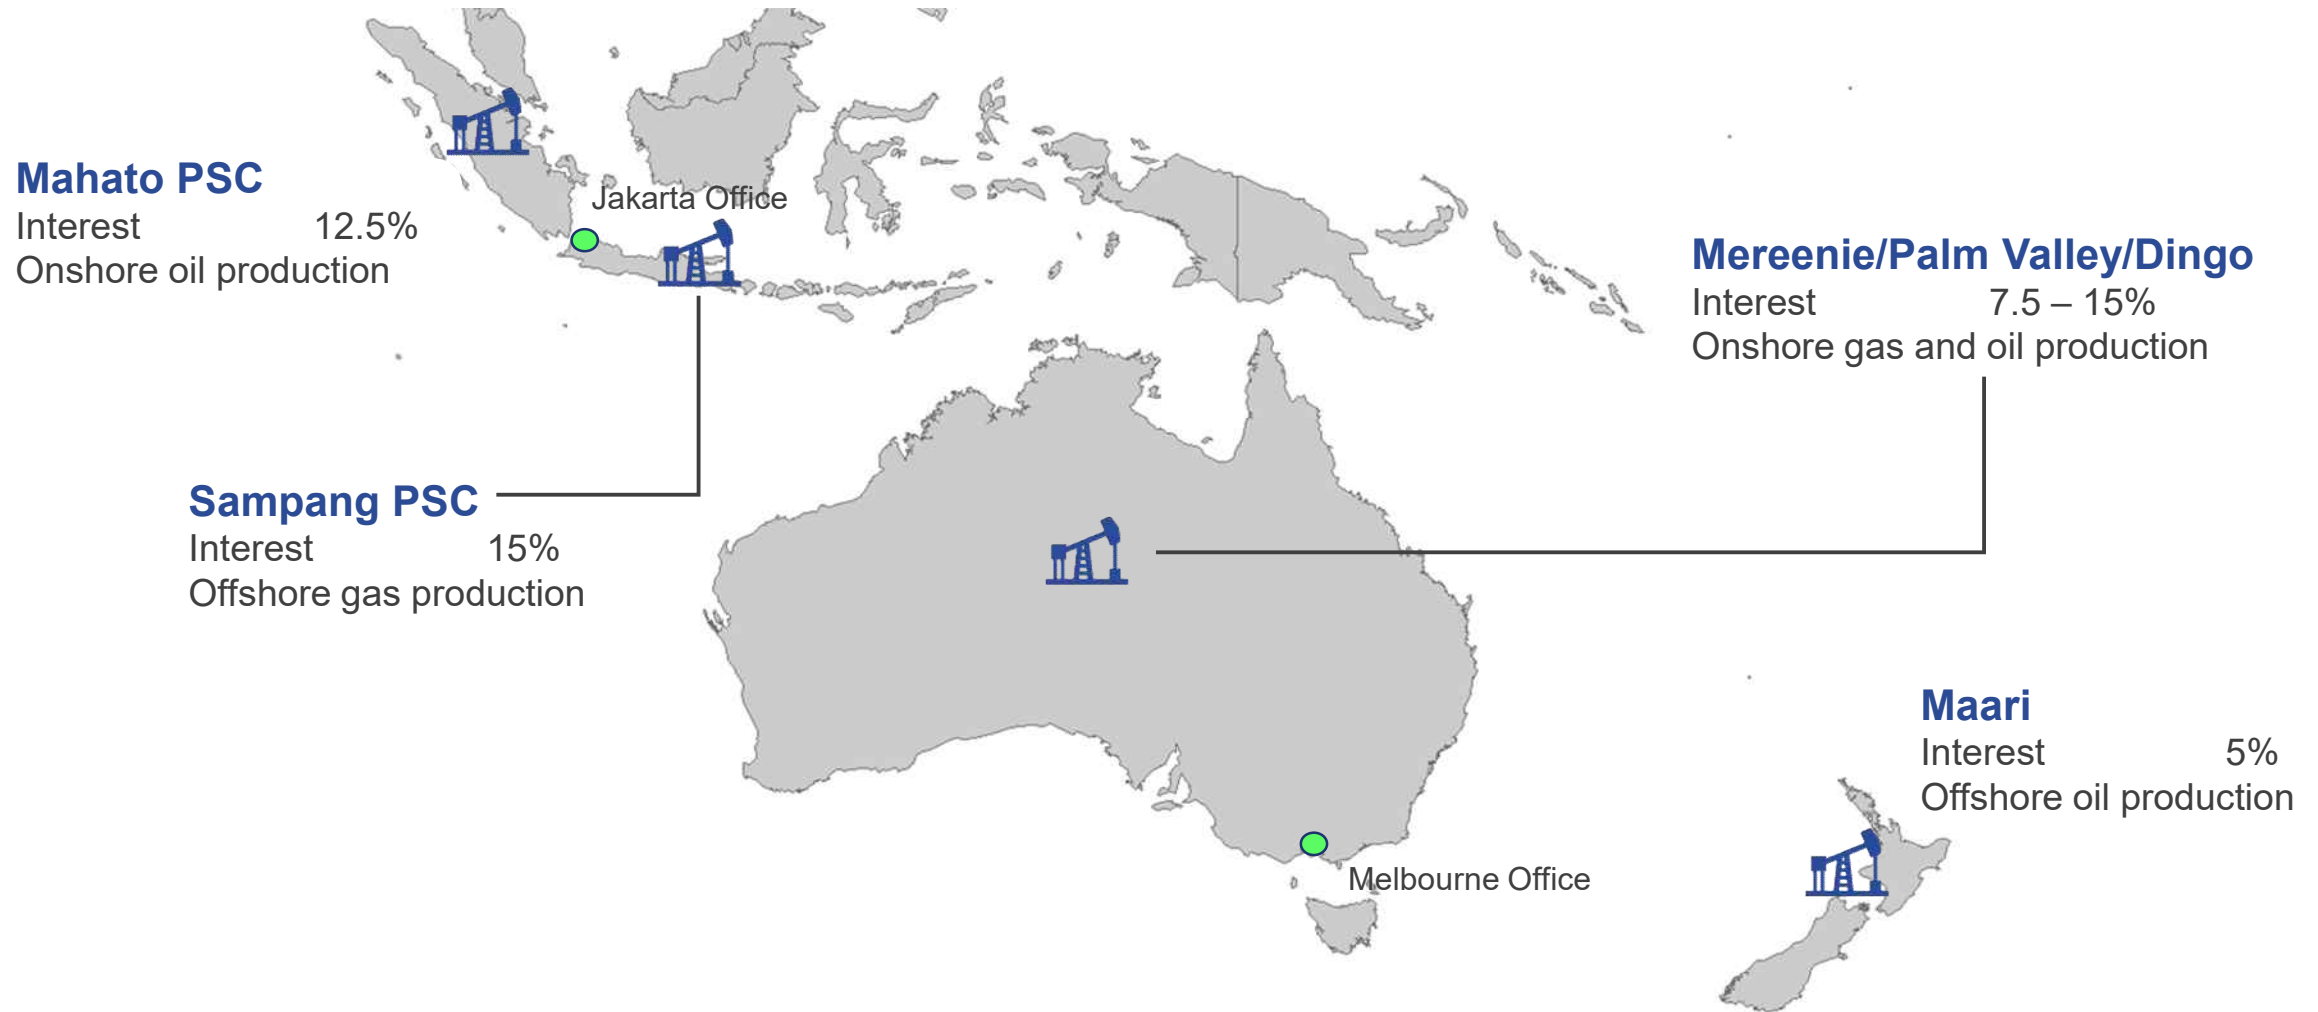 Mahato PSC
Interest 12.5%
Onshore oil production
Jakarta Office
Mereenie/Palm Valley/Dingo
Interest 7.5 – 15%
Onshore gas and oil production
Sampang PSC
Interest 15%
Offshore gas production
Maari
Interest 5%
Offshore oil production
Melbourne Office